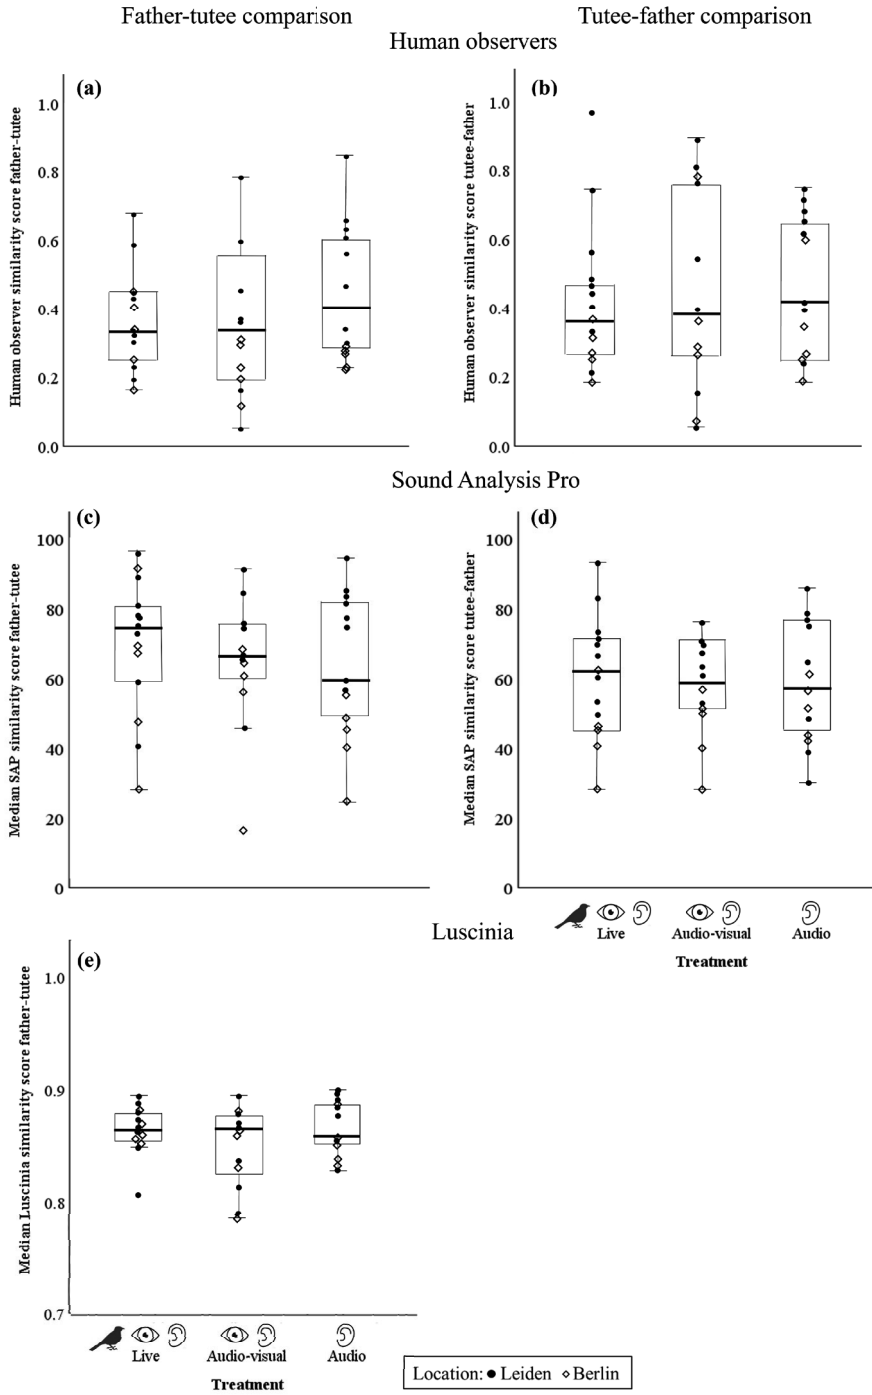 Father-tutee comparison
Tutee-father comparison
Human observers
(a)
Human observer similarity score father-tutee
1.0
0.8
0.6
0.4
0.2
0.0
(b)
Human observer similarity score tutee-father
1.0
0.8
0.6
0.4
0.2
0.0
Sound Analysis Pro
(c)
Median SAP similarity score father-tutee
100
80
60
40
20
0
(d)
Median SAP similarity score tutee-father
100
80
60
40
20
0
Live Audio-visual Audio
Treatment
Luscinia
(e)
Median Luscinia similarity score father-tutee
1.0
0.9
0.8
0.7
Live Audio-visual Audio
Treatment
Location: Leiden Berlin